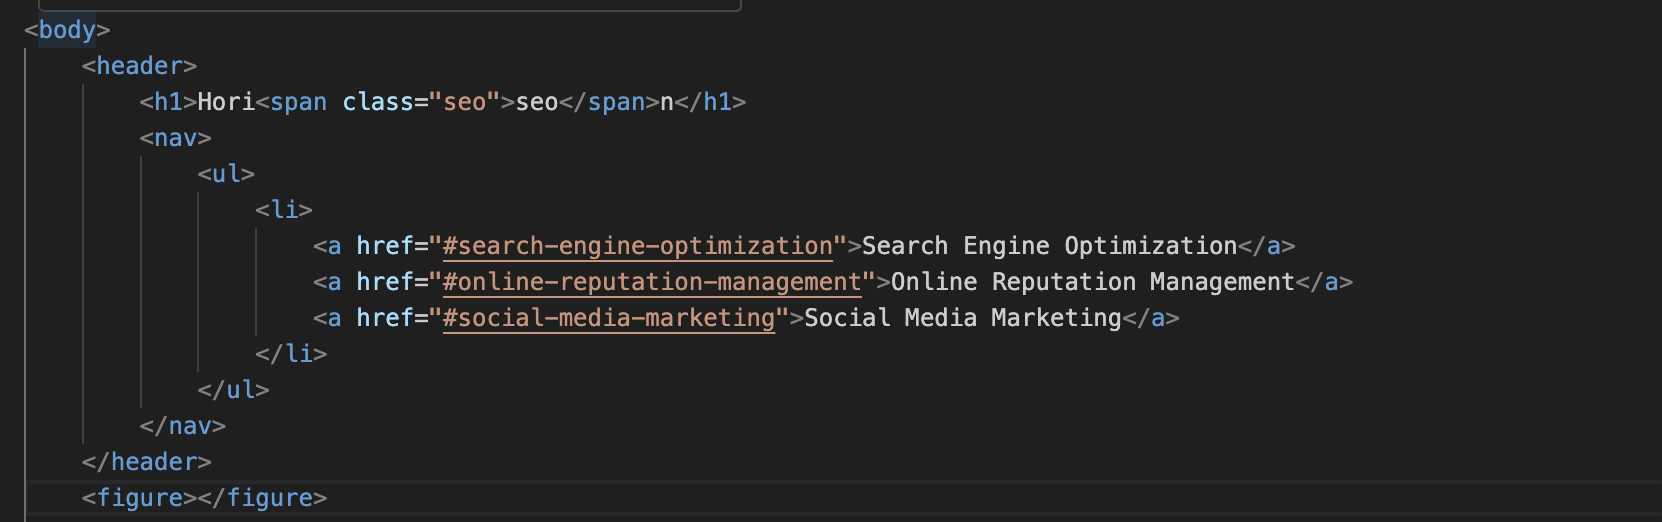 <body>
<header>
<h1>Hori<span class="seo">seo</span>n</h1>
<nav>
<ul>
<li>
<a href="#search-engine-optimization">Search Engine Optimization</a>
<a href="#online-reputation-management">Online Reputation Management</a>
<a href="#social-media-marketing">Social Media Marketing</a>
</li>
</ul>
</nav>
</header>
<figure></figure>